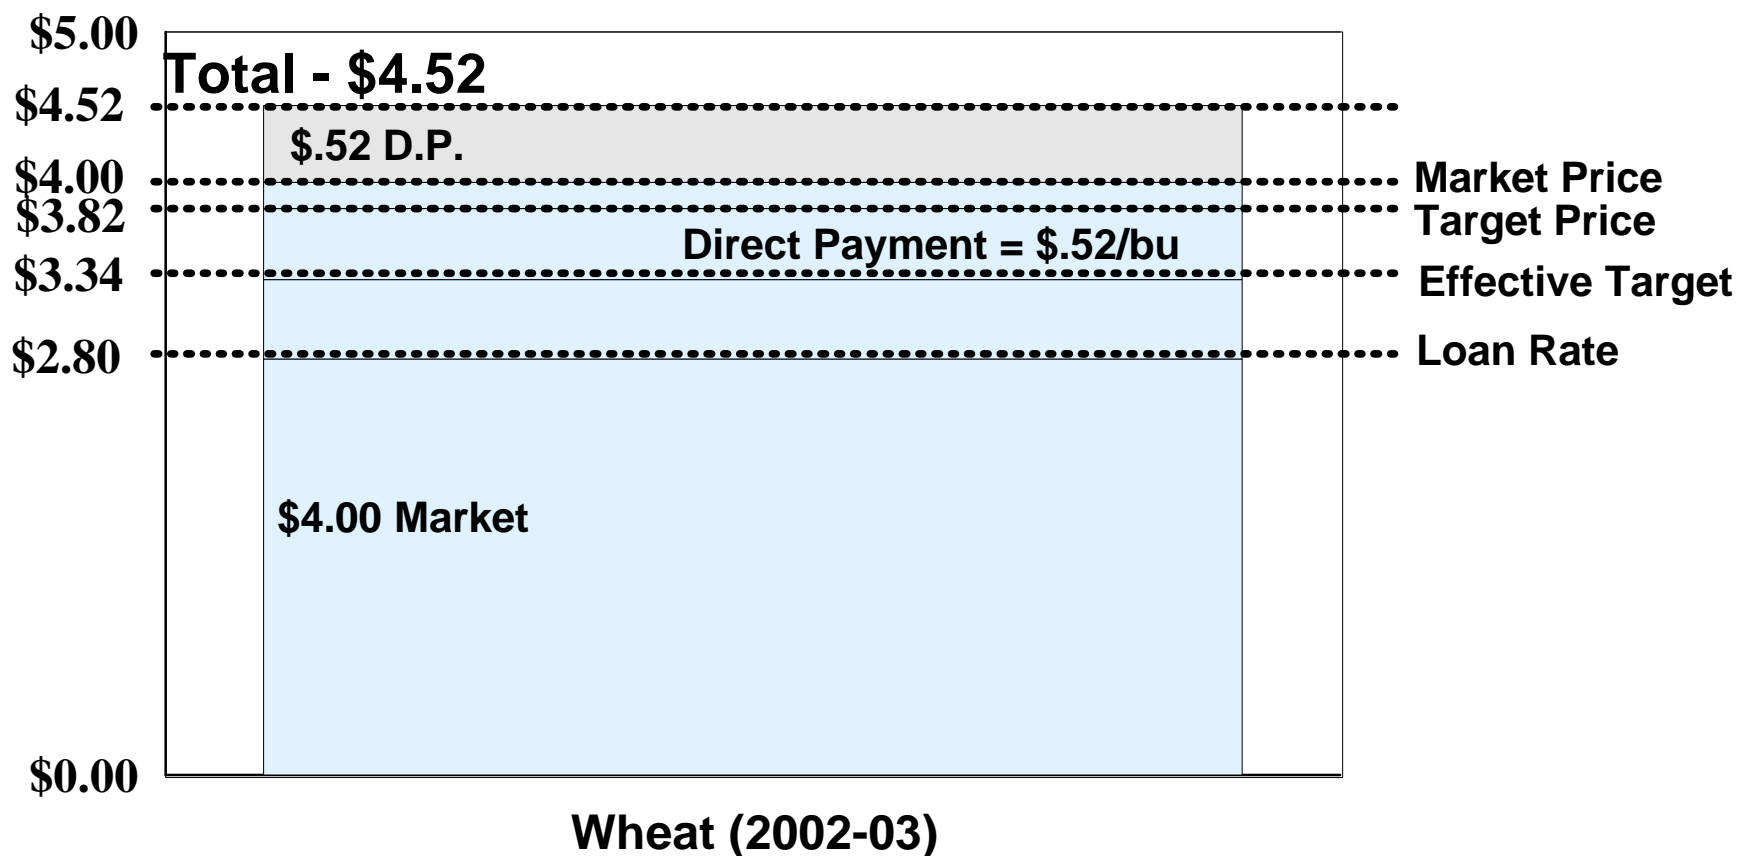 $5.00
Total - $4.52
$4.52
$.52 D.P.
$4.00
Market Price
$3.82
Target Price
Direct Payment = $.52/bu
$3.34
Effective Target
$2.80
Loan Rate
$4.00 Market
$0.00
Wheat (2002-03)